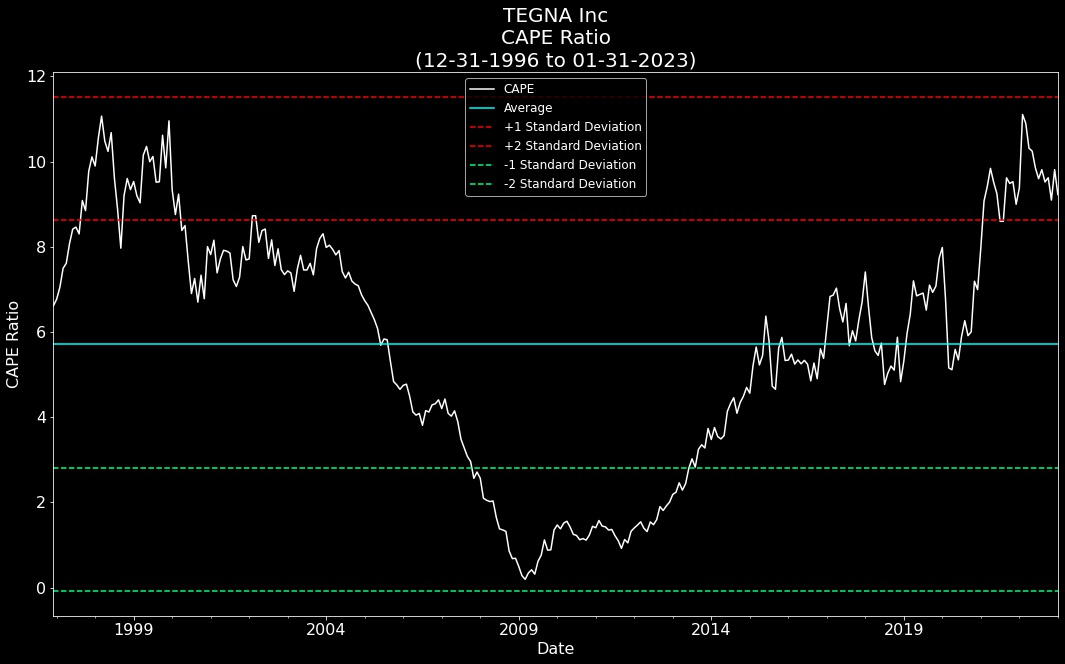 TEGNA Inc
CAPE Ratio
(12-31-1996 to 01-31-2023)
CAPE
Average
+1 Standard Deviation
+2 Standard Deviation
-1 Standard Deviation
-2 Standard Deviation
12
10
8
6
4
2
0
CAPE Ratio
1999
2004
2009
2014
2019
Date